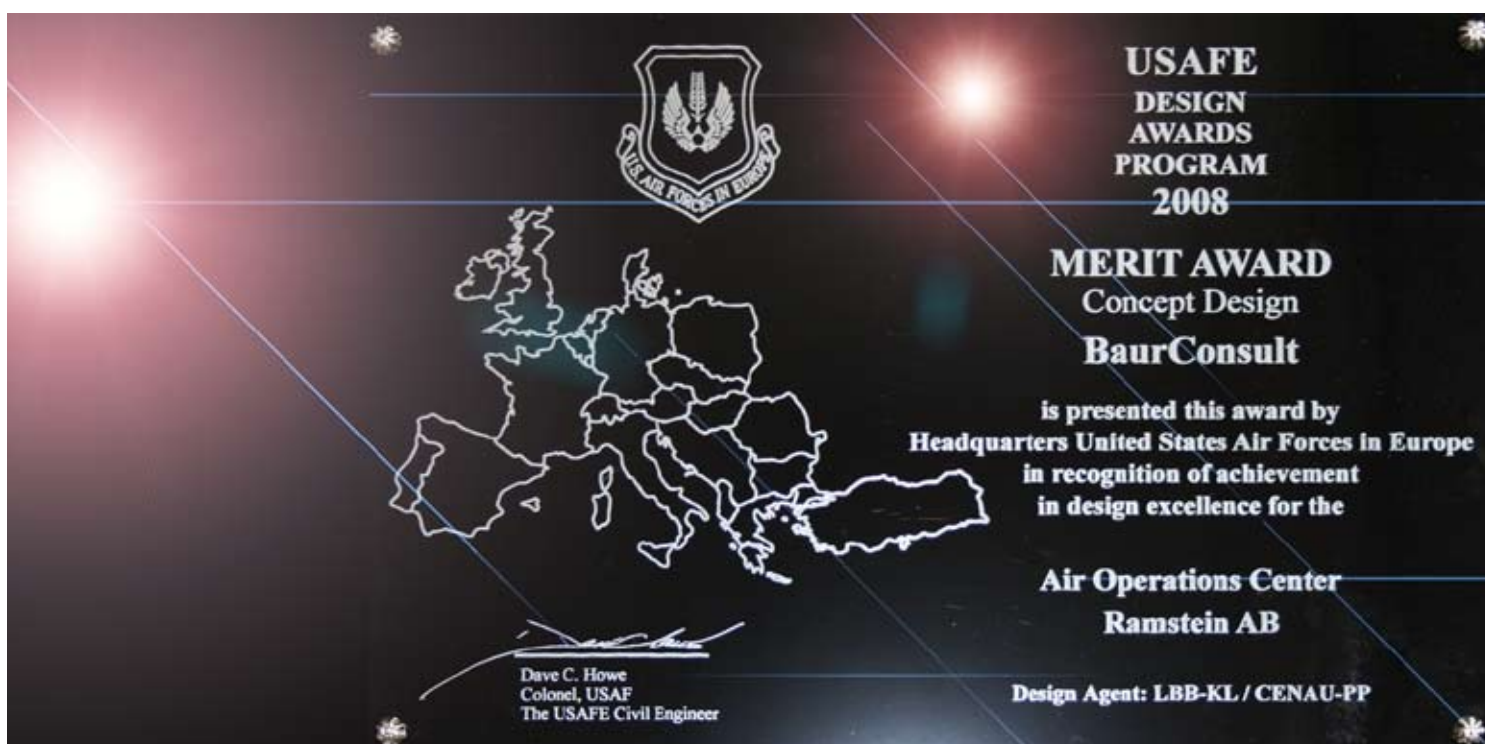 U.S. AIR FORCES IN EUROPE
USAFE
DESIGN
AWARDS
PROGRAM
2008
MERIT AWARD
Concept Design
BaurConsult
is presented this award by
Headquarters United States Air Forces in Europe
in recognition of achievement
in design excellence for the
Air Operations Center
Ramstein AB
Design Agent: LBB-KL / CENAU-PP
Dave C. Howe
Colonel, USAF
The USAFE Civil Engineer